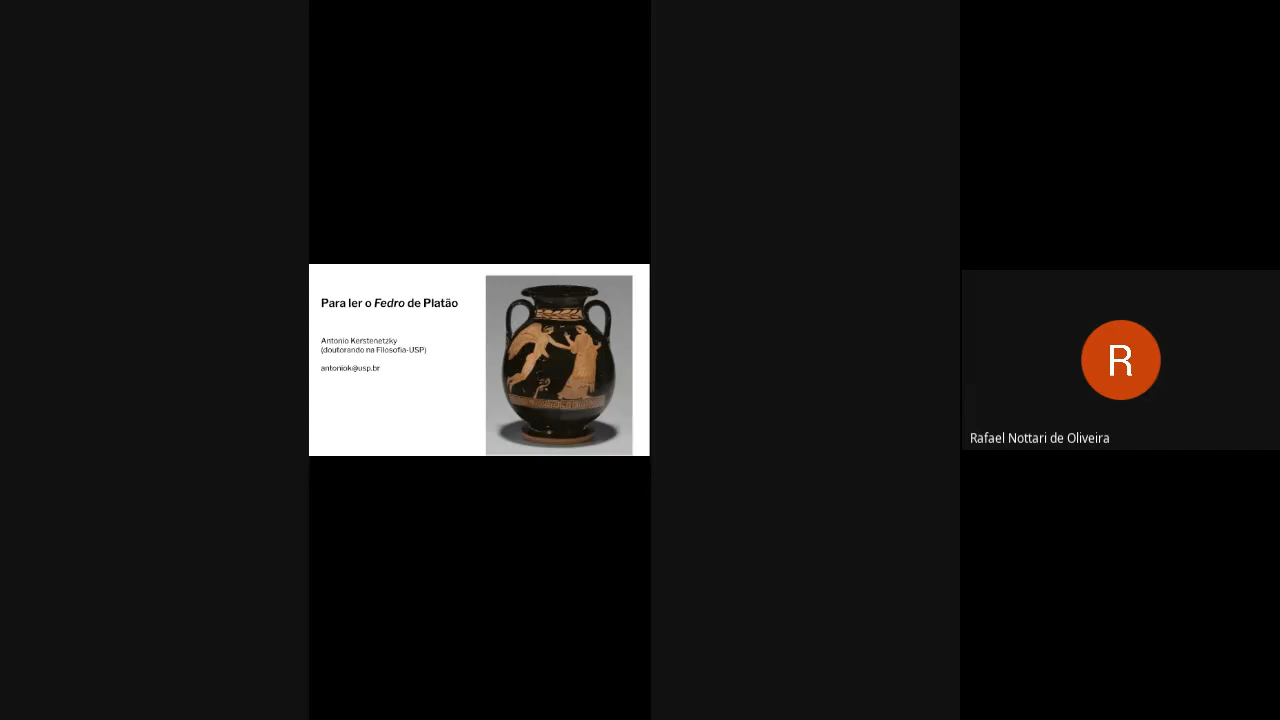 Para ler o Fedro de Platão
Antonio Kerstenetzky
(doutorando na Filosofia-USP)
antoniok@usp.br
R
Rafael Nottari de Oliveira